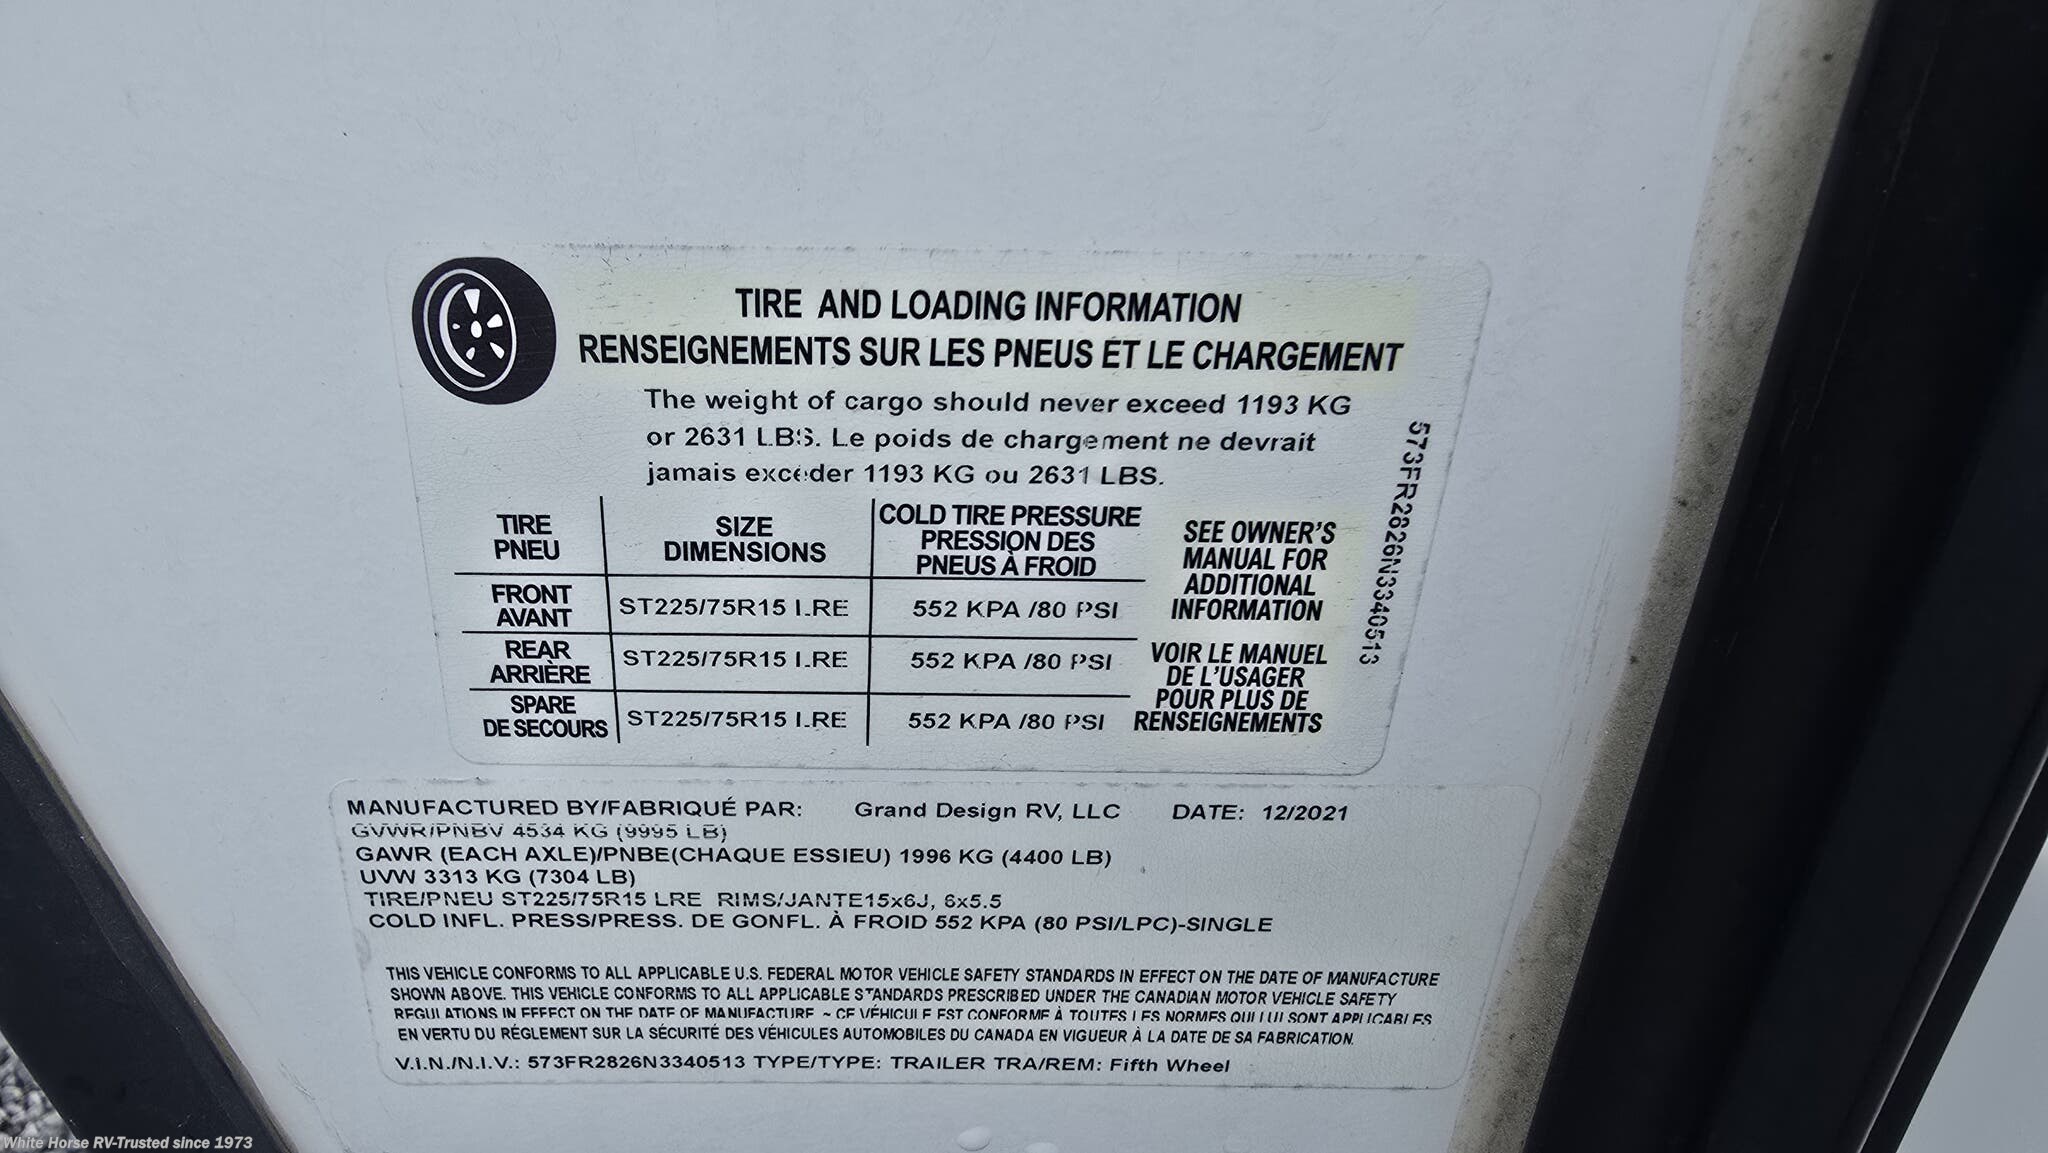 TIRE AND LOADING INFORMATION
RENSEIGNEMENTS SUR LES PNEUS ET LE CHARGEMENT
The weight of cargo should never exceed 1193 KG
or 2631 LBS. Le poids de chargement ne devrait
jamais exceder 1193 KG ou 2631 LBS.
TIRE
PNEU
SIZE
DIMENSIONS
COLD TIRE PRESSURE
PRESSION DES
PNEUS À FROID
FRONT
AVANT
ST225/75R15 LRE
552 KPA /80 PSI
REAR
ARRIÈRE
ST225/75R15 LRE
552 KPA /80 PSI
SPARE
DE SECOURS
ST225/75R15 LRE
552 KPA /80 PSI
SEE OWNER'S
MANUAL FOR
ADDITIONAL
INFORMATION
VOIR LE MANUEL
DE L'USAGER
POUR PLUS DE
RENSEIGNEMENTS
573FR2826N3340513
MANUFACTURED BY/FABRIQUÉ PAR: Grand Design RV, LLC DATE: 12/2021
GVWR/PNBV 4534 KG (9995 LB)
GAWR (EACH AXLE)/PNBE(CHAQUE ESSIEU) 1996 KG (4400 LB)
UVW 3313 KG (7304 LB)
TIRE/PNEU ST225/75R15 LRE RIMS/JANTE15x6J, 6x5.5
COLD INFL. PRESS/PRESS. DE GONFL. À FROID 552 KPA (80 PSI/LPC)-SINGLE
THIS VEHICLE CONFORMS TO ALL APPLICABLE U.S. FEDERAL MOTOR VEHICLE SAFETY STANDARDS IN EFFECT ON THE DATE OF MANUFACTURE
SHOWN ABOVE. THIS VEHICLE CONFORMS TO ALL APPLICABLE STANDARDS PRESCRIBED UNDER THE CANADIAN MOTOR VEHICLE SAFETY
REGULATIONS IN EFFECT ON THE DATE OF MANUFACTURE ~ CE VÉHICULE EST CONFORME À TOUTES LES NORMES QUI LUI SONT APPLICABLES
EN VERTU DU RÉGLEMENT SUR LA SÉCURITÉ DES VÉHICULES AUTOMOBILES DU CANADA EN VIGUEUR À LA DATE DE SA FABRICATION.
V.I.N./N.I.V.: 573FR2826N3340513 TYPE/TYPE: TRAILER TRA/REM: Fifth Wheel
White Horse RV-Trusted since 1973